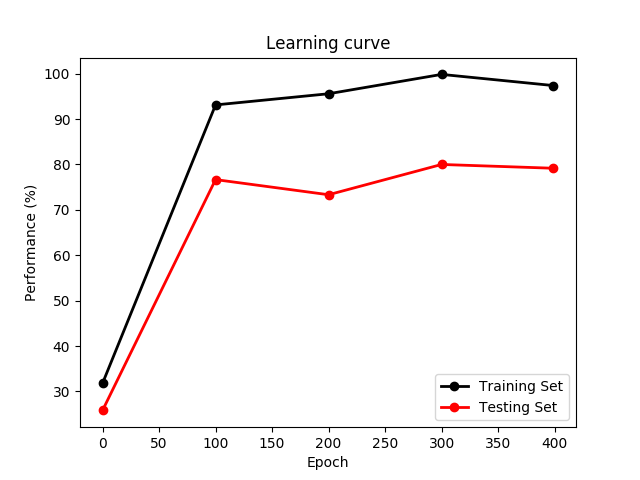 Learning curve
Performance (%)
100
90
80
70
60
50
40
30
0 50 100 150 200 250 300 350 400
Epoch
Training Set
Testing Set